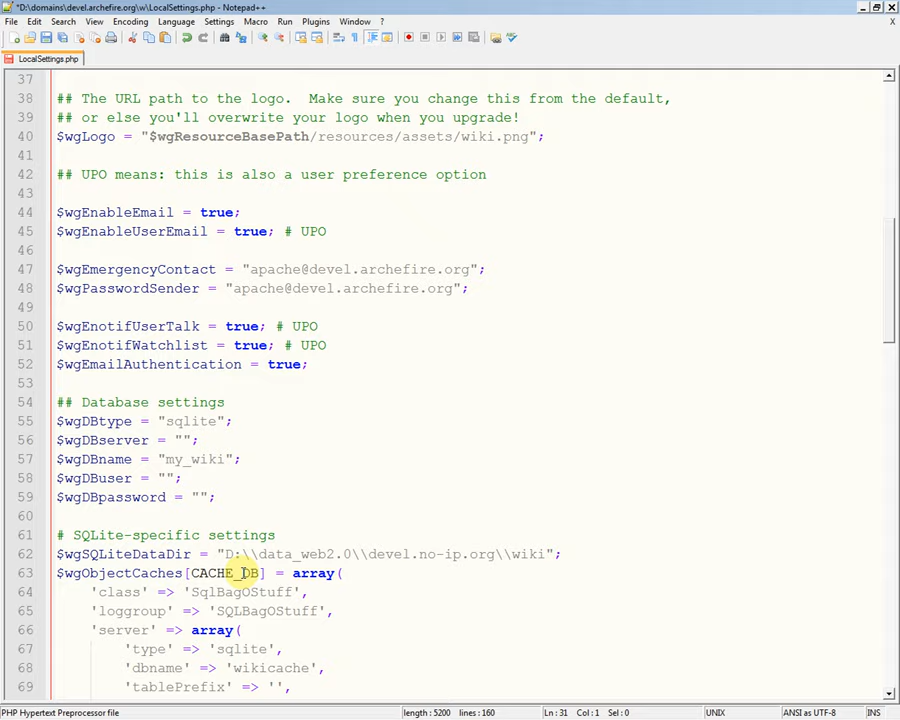 *D:\domains\devel.archefire.org\w\LocalSettings.php - Notepad++
File Edit Search View Encoding Language Settings Macro Run Plugins Window ? X
LocalSettings.php
37
38 ## The URL path to the logo.  Make sure you change this from the default,
39 ## or else you'll overwrite your logo when you upgrade!
40 $wgLogo = "$wgResourceBasePath/resources/assets/wiki.png";
41
42 ## UPO means: this is also a user preference option
43
44 $wgEnableEmail = true;
45 $wgEnableUserEmail = true; # UPO
46
47 $wgEmergencyContact = "apache@devel.archefire.org";
48 $wgPasswordSender = "apache@devel.archefire.org";
49
50 $wgEnotifUserTalk = true; # UPO
51 $wgEnotifWatchlist = true; # UPO
52 $wgEmailAuthentication = true;
53
54 ## Database settings
55 $wgDBtype = "sqlite";
56 $wgDBserver = "";
57 $wgDBname = "my_wiki";
58 $wgDBuser = "";
59 $wgDBpassword = "";
60
61 # SQLite-specific settings
62 $wgSQLiteDataDir = "D:\\data_web2.0\\devel.no-ip.org\\wiki";
63 $wgObjectCaches[CACHE_DB] = array(
64 'class' => 'SqlBagOStuff',
65 'loggroup' => 'SQLBagOStuff',
66 'server' => array(
67 'type' => 'sqlite',
68 'dbname' => 'wikicache',
69 'tablePrefix' => '',
PHP Hypertext Preprocessor file length : 5200 lines : 160 Ln : 31 Col : 1 Sel : 0 UNIX ANSI as UTF-8 INS